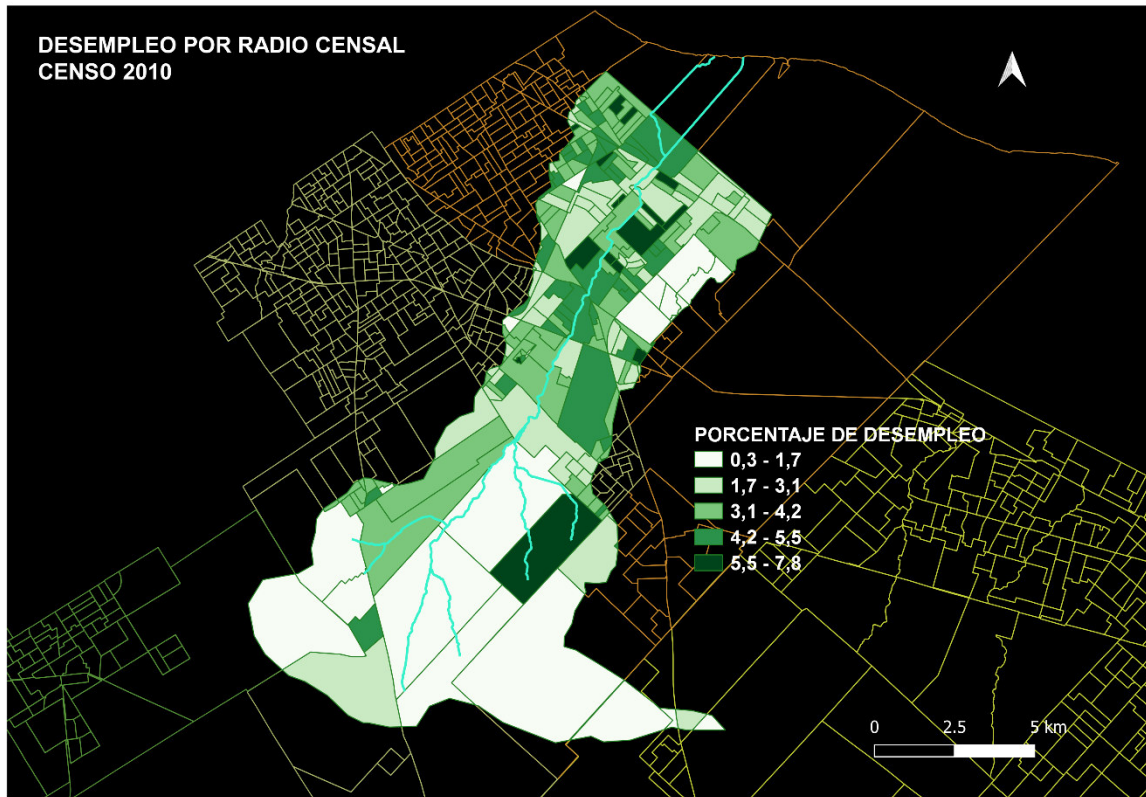 DESEMPLEO POR RADIO CENSAL
CENSO 2010
PORCENTAJE DE DESEMPLEO
0,3 - 1,7
1,7 - 3,1
3,1 - 4,2
4,2 - 5,5
5,5 - 7,8
0 2.5 5 km